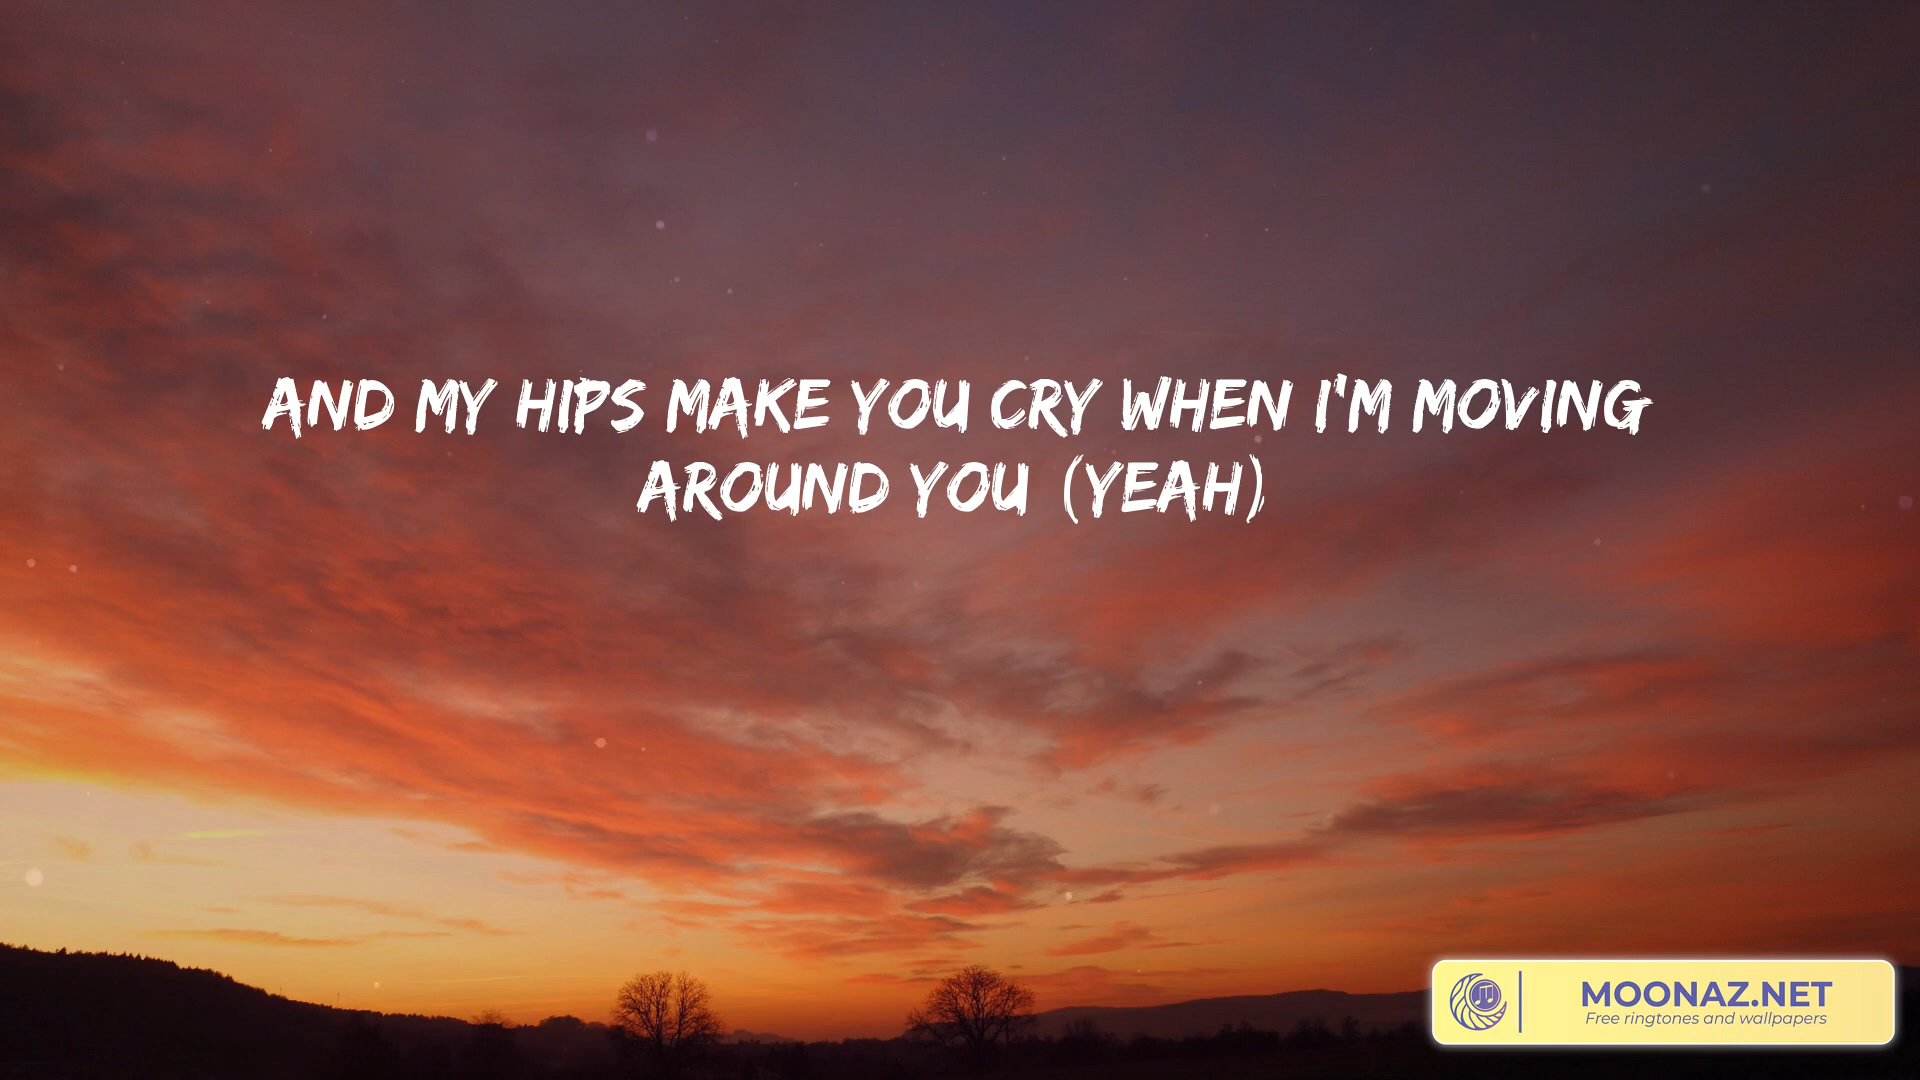 AND MY HIPS MAKE YOU CRY WHEN I'M MOVING
AROUND YOU (YEAH)
MOONAZ.NET
Free ringtones and wallpapers